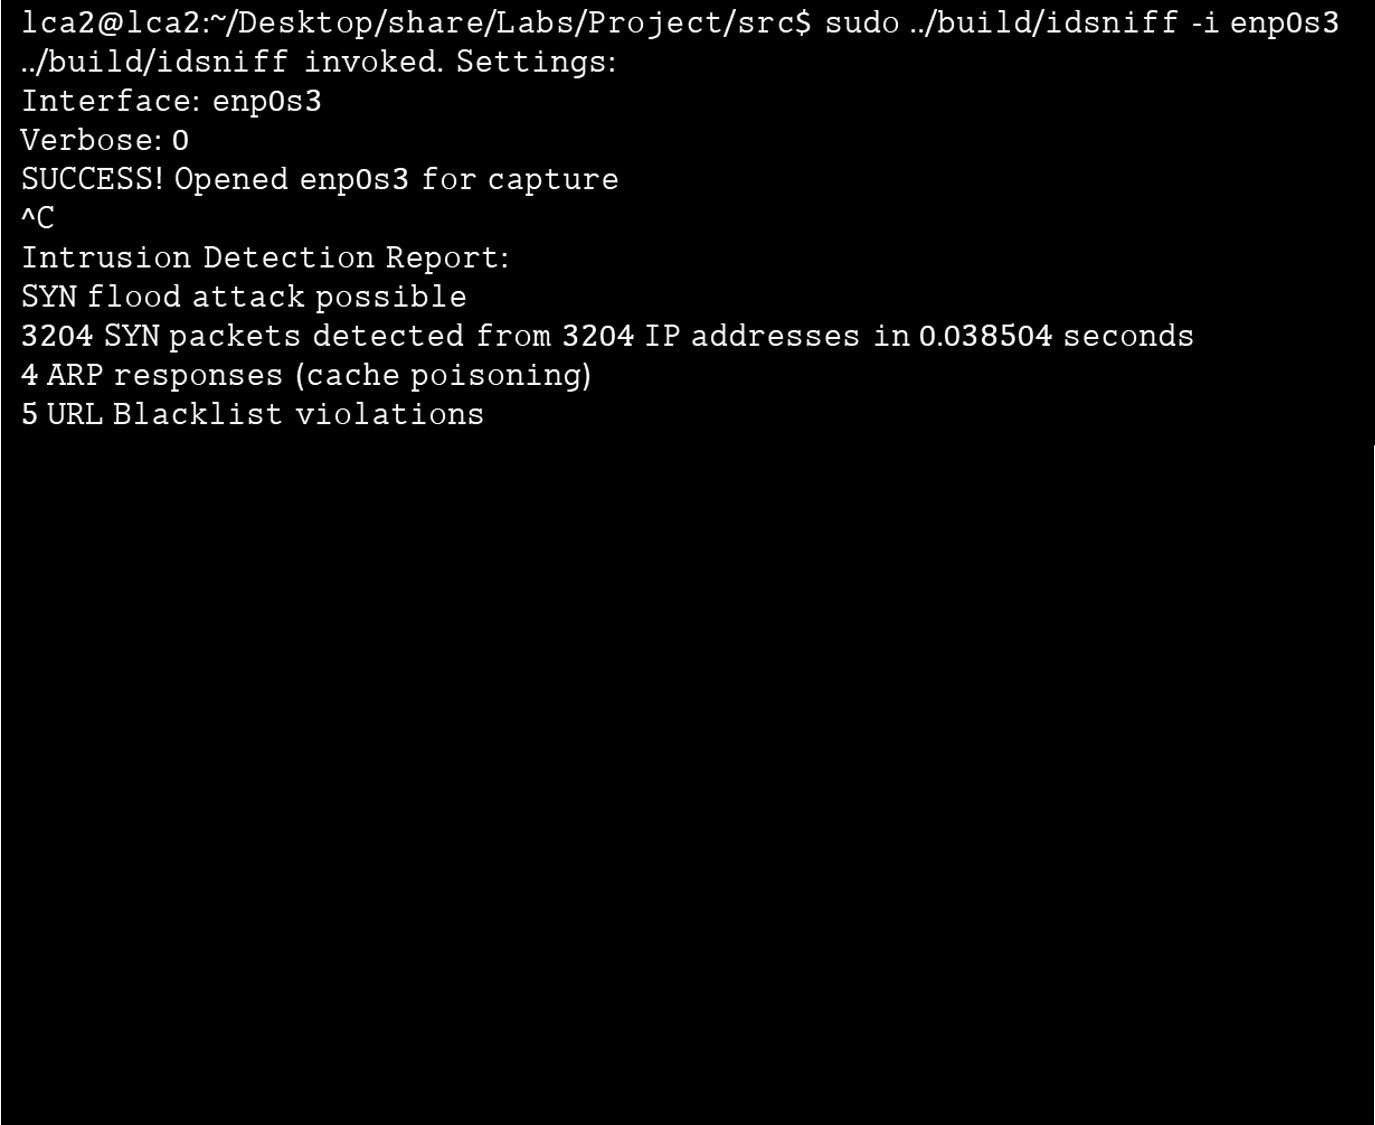 lca2@lca2:~/Desktop/share/Labs/Project/src$ sudo ../build/idsniff -i enp0s3
../build/idsniff invoked. Settings:
Interface: enp0s3
Verbose: 0
SUCCESS! Opened enp0s3 for capture
^C
Intrusion Detection Report:
SYN flood attack possible
3204 SYN packets detected from 3204 IP addresses in 0.038504 seconds
4 ARP responses (cache poisoning)
5 URL Blacklist violations